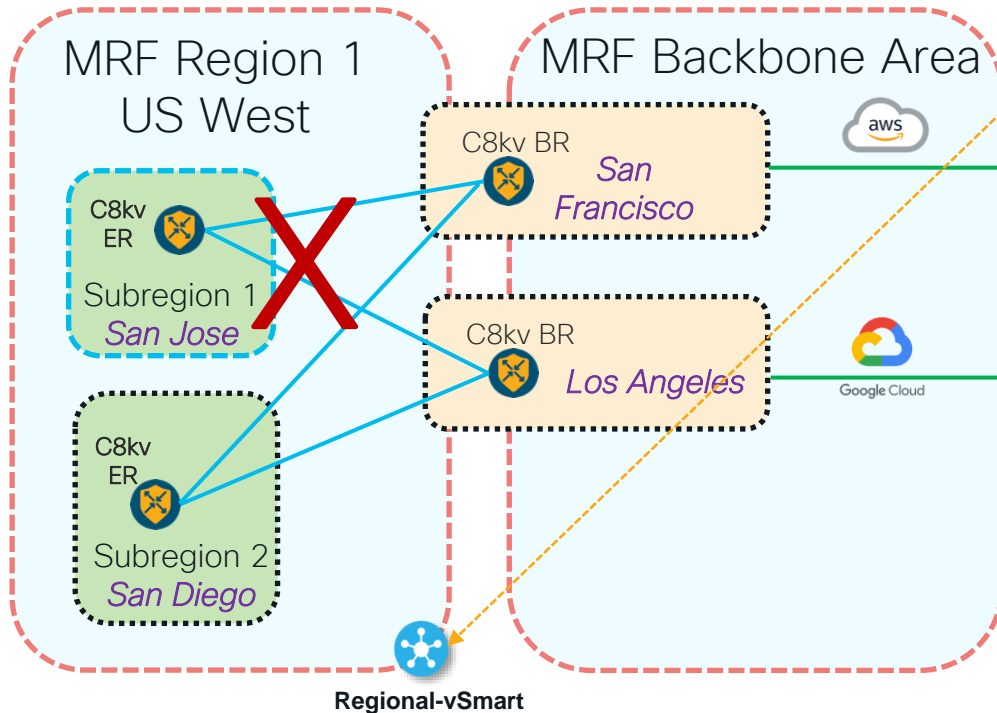 MRF Region 1
US West
C8kv
ER
Subregion 1
San Jose
C8kv
ER
Subregion 2
San Diego
MRF Backbone Area
C8kv BR
San
Francisco
C8kv BR
Los Angeles
aws
Google Cloud
Regional-vSmart